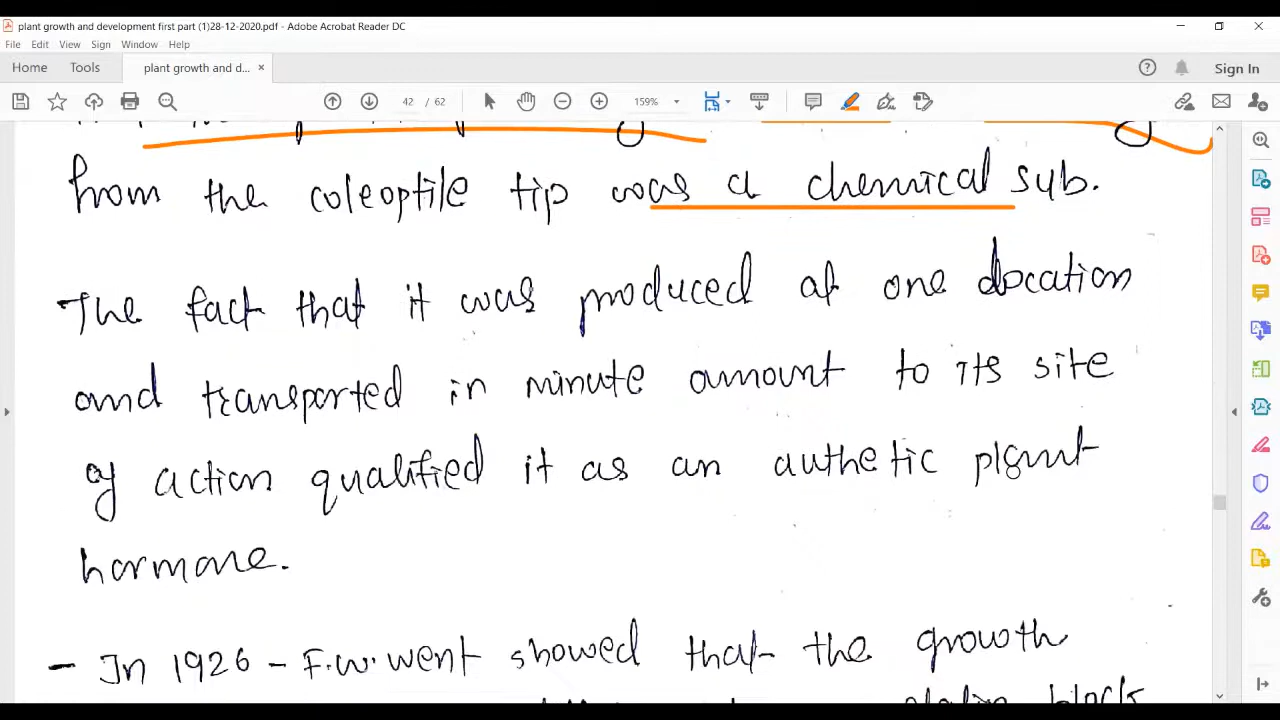 plant growth and development first part (1)28-12-2020.pdf - Adobe Acrobat Reader DC
File Edit View Sign Window Help
Home Tools plant growth and d... ×
42 / 62 159% Sign In
from the coleoptile tip was a chemical sub.
The fact that it was produced at one location
and transported in minute amount to its site
of action qualified it as an authetic plant
hormone.
- In 1926 - F.W. went showed that the growth
block